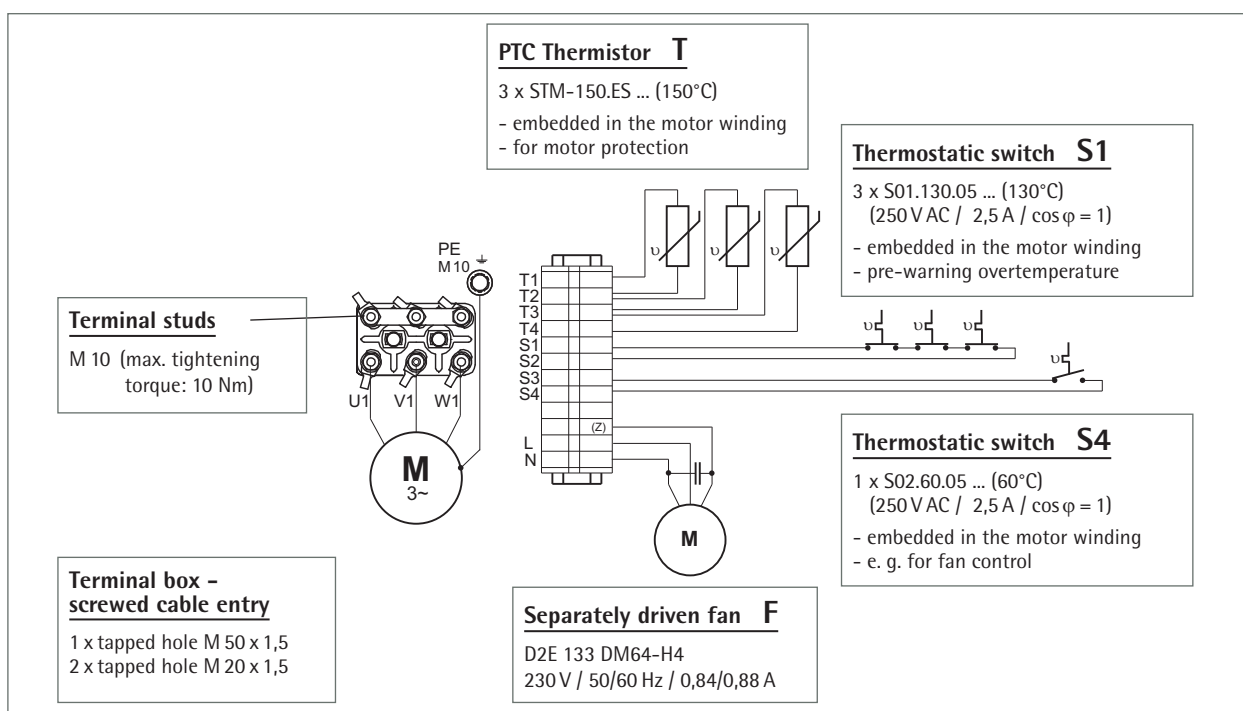 PTC Thermistor T
3 x STM-150.ES ... (150°C)
- embedded in the motor winding
- for motor protection
Thermostatic switch S1
3 x S01.130.05 ... (130°C)
(250 V AC / 2,5 A / cos φ = 1)
- embedded in the motor winding
- pre-warning overtemperature
PE
M 10
Terminal studs
M 10 (max. tightening
torque: 10 Nm)
U1 V1 W1
M
3~
T1
T2
T3
T4
S1
S2
S3
S4
(Z)
L
N
υ υ υ
υ υ υ
υ
M
Thermostatic switch S4
1 x S02.60.05 ... (60°C)
(250 V AC / 2,5 A / cos φ = 1)
- embedded in the motor winding
- e. g. for fan control
Terminal box -
screwed cable entry
1 x tapped hole M 50 x 1,5
2 x tapped hole M 20 x 1,5
Separately driven fan F
D2E 133 DM64-H4
230 V / 50/60 Hz / 0,84/0,88 A